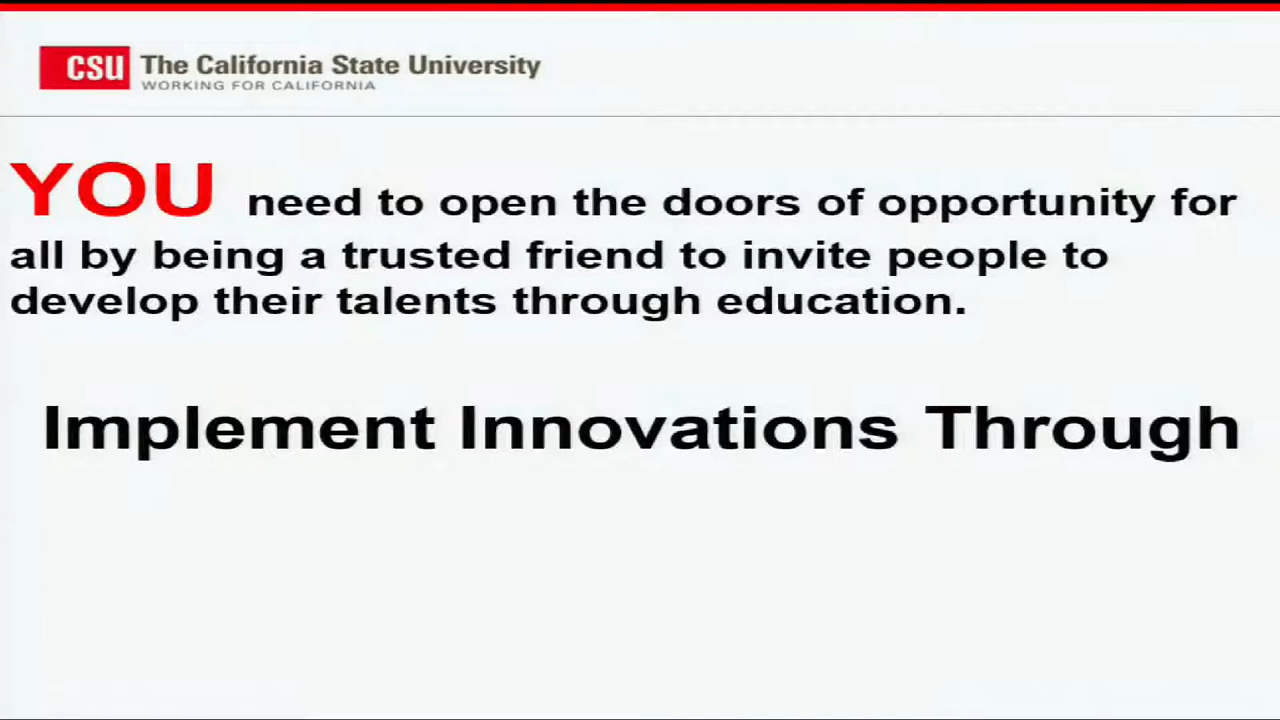 CSU The California State University
WORKING FOR CALIFORNIA
YOU need to open the doors of opportunity for
all by being a trusted friend to invite people to
develop their talents through education.
Implement Innovations Through